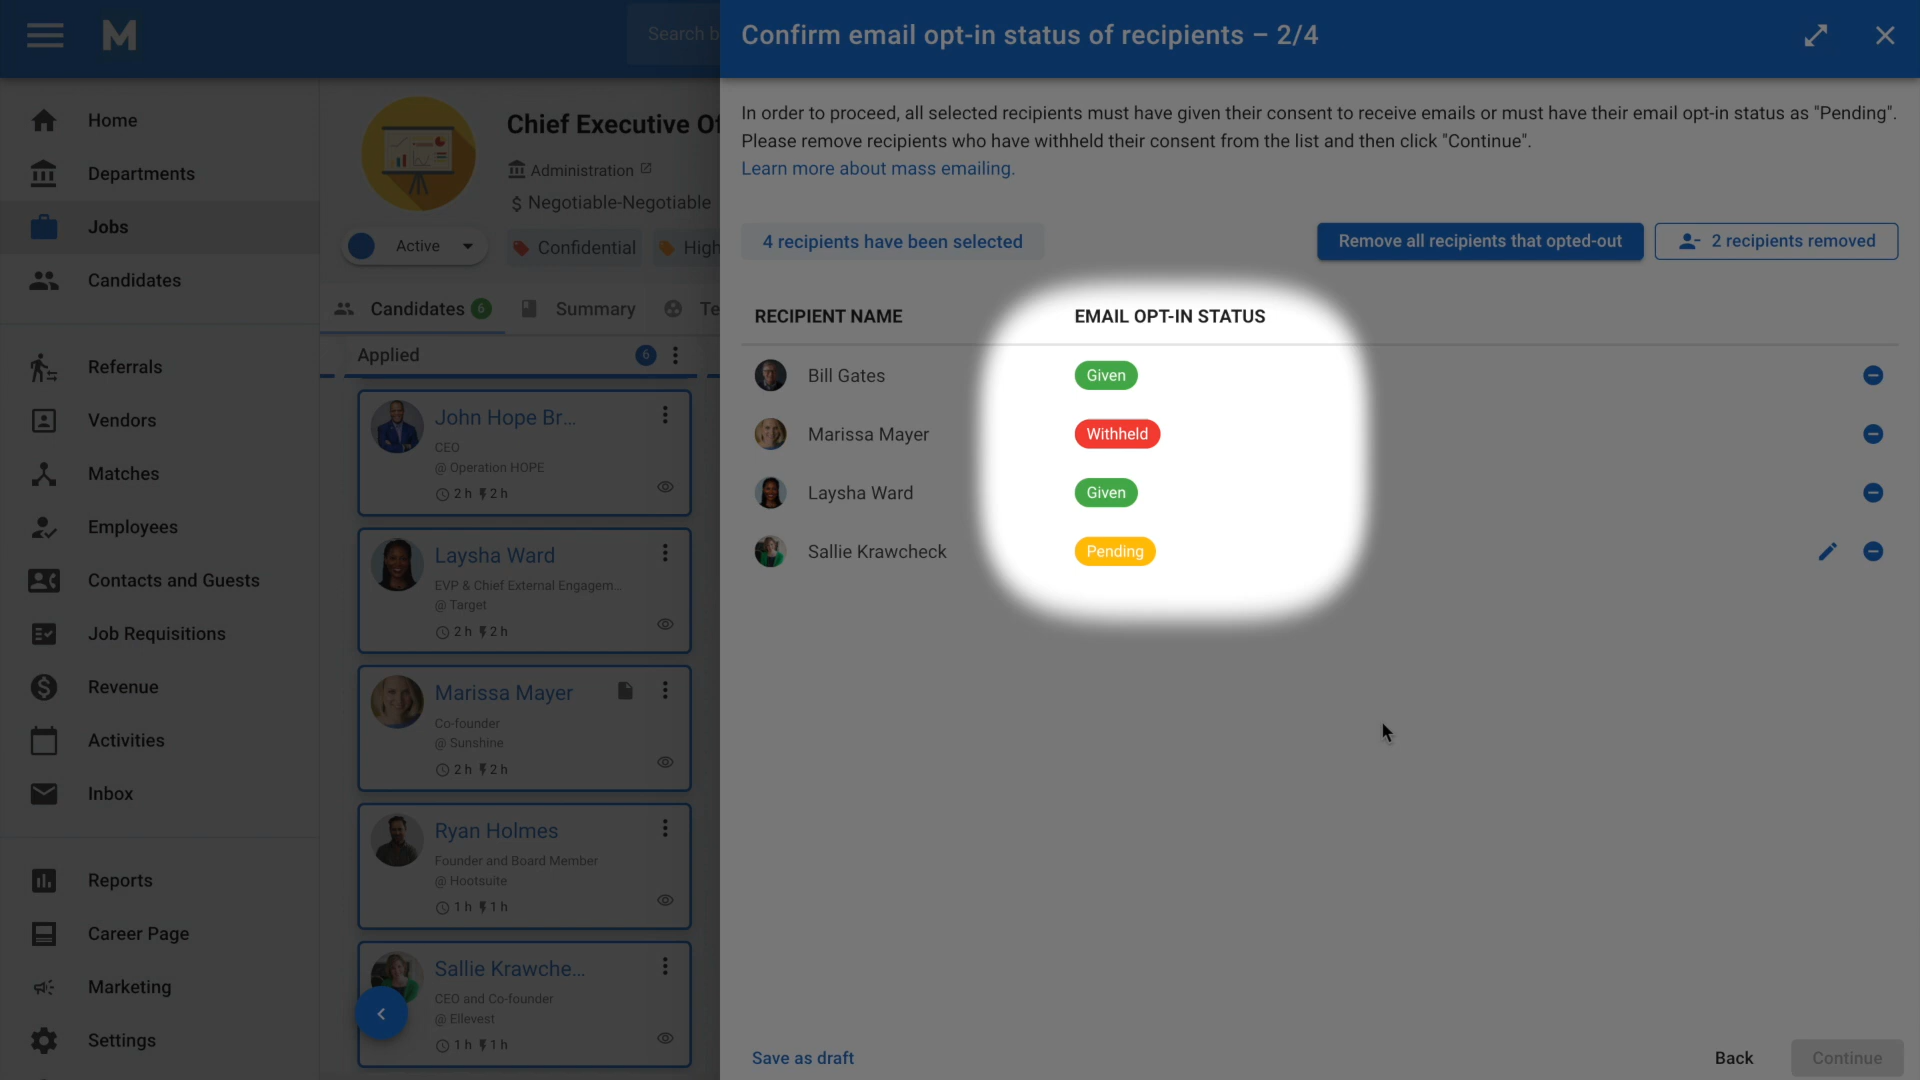 M
Search b
Confirm email opt-in status of recipients – 2/4
Home
Departments
Jobs
Candidates
Referrals
Vendors
Matches
Employees
Contacts and Guests
Job Requisitions
Revenue
Activities
Inbox
Reports
Career Page
Marketing
Settings
Chief Executive Of
Administration
$ Negotiable-Negotiable
Active
Confidential
High
Candidates 6
Summary
Te
Applied 6
John Hope Br...
CEO
@ Operation HOPE
2 h 2 h
Laysha Ward
EVP & Chief External Engagem...
@ Target
2 h 2 h
Marissa Mayer
Co-founder
@ Sunshine
2 h 2 h
Ryan Holmes
Founder and Board Member
@ Hootsuite
1 h 1 h
Sallie Krawche...
CEO and Co-founder
@ Ellevest
1 h 1 h
In order to proceed, all selected recipients must have given their consent to receive emails or must have their email opt-in status as "Pending".
Please remove recipients who have withheld their consent from the list and then click "Continue".
Learn more about mass emailing.
4 recipients have been selected
Remove all recipients that opted-out
2 recipients removed
RECIPIENT NAME EMAIL OPT-IN STATUS
Bill Gates Given
Marissa Mayer Withheld
Laysha Ward Given
Sallie Krawcheck Pending
Save as draft
Back
Continue